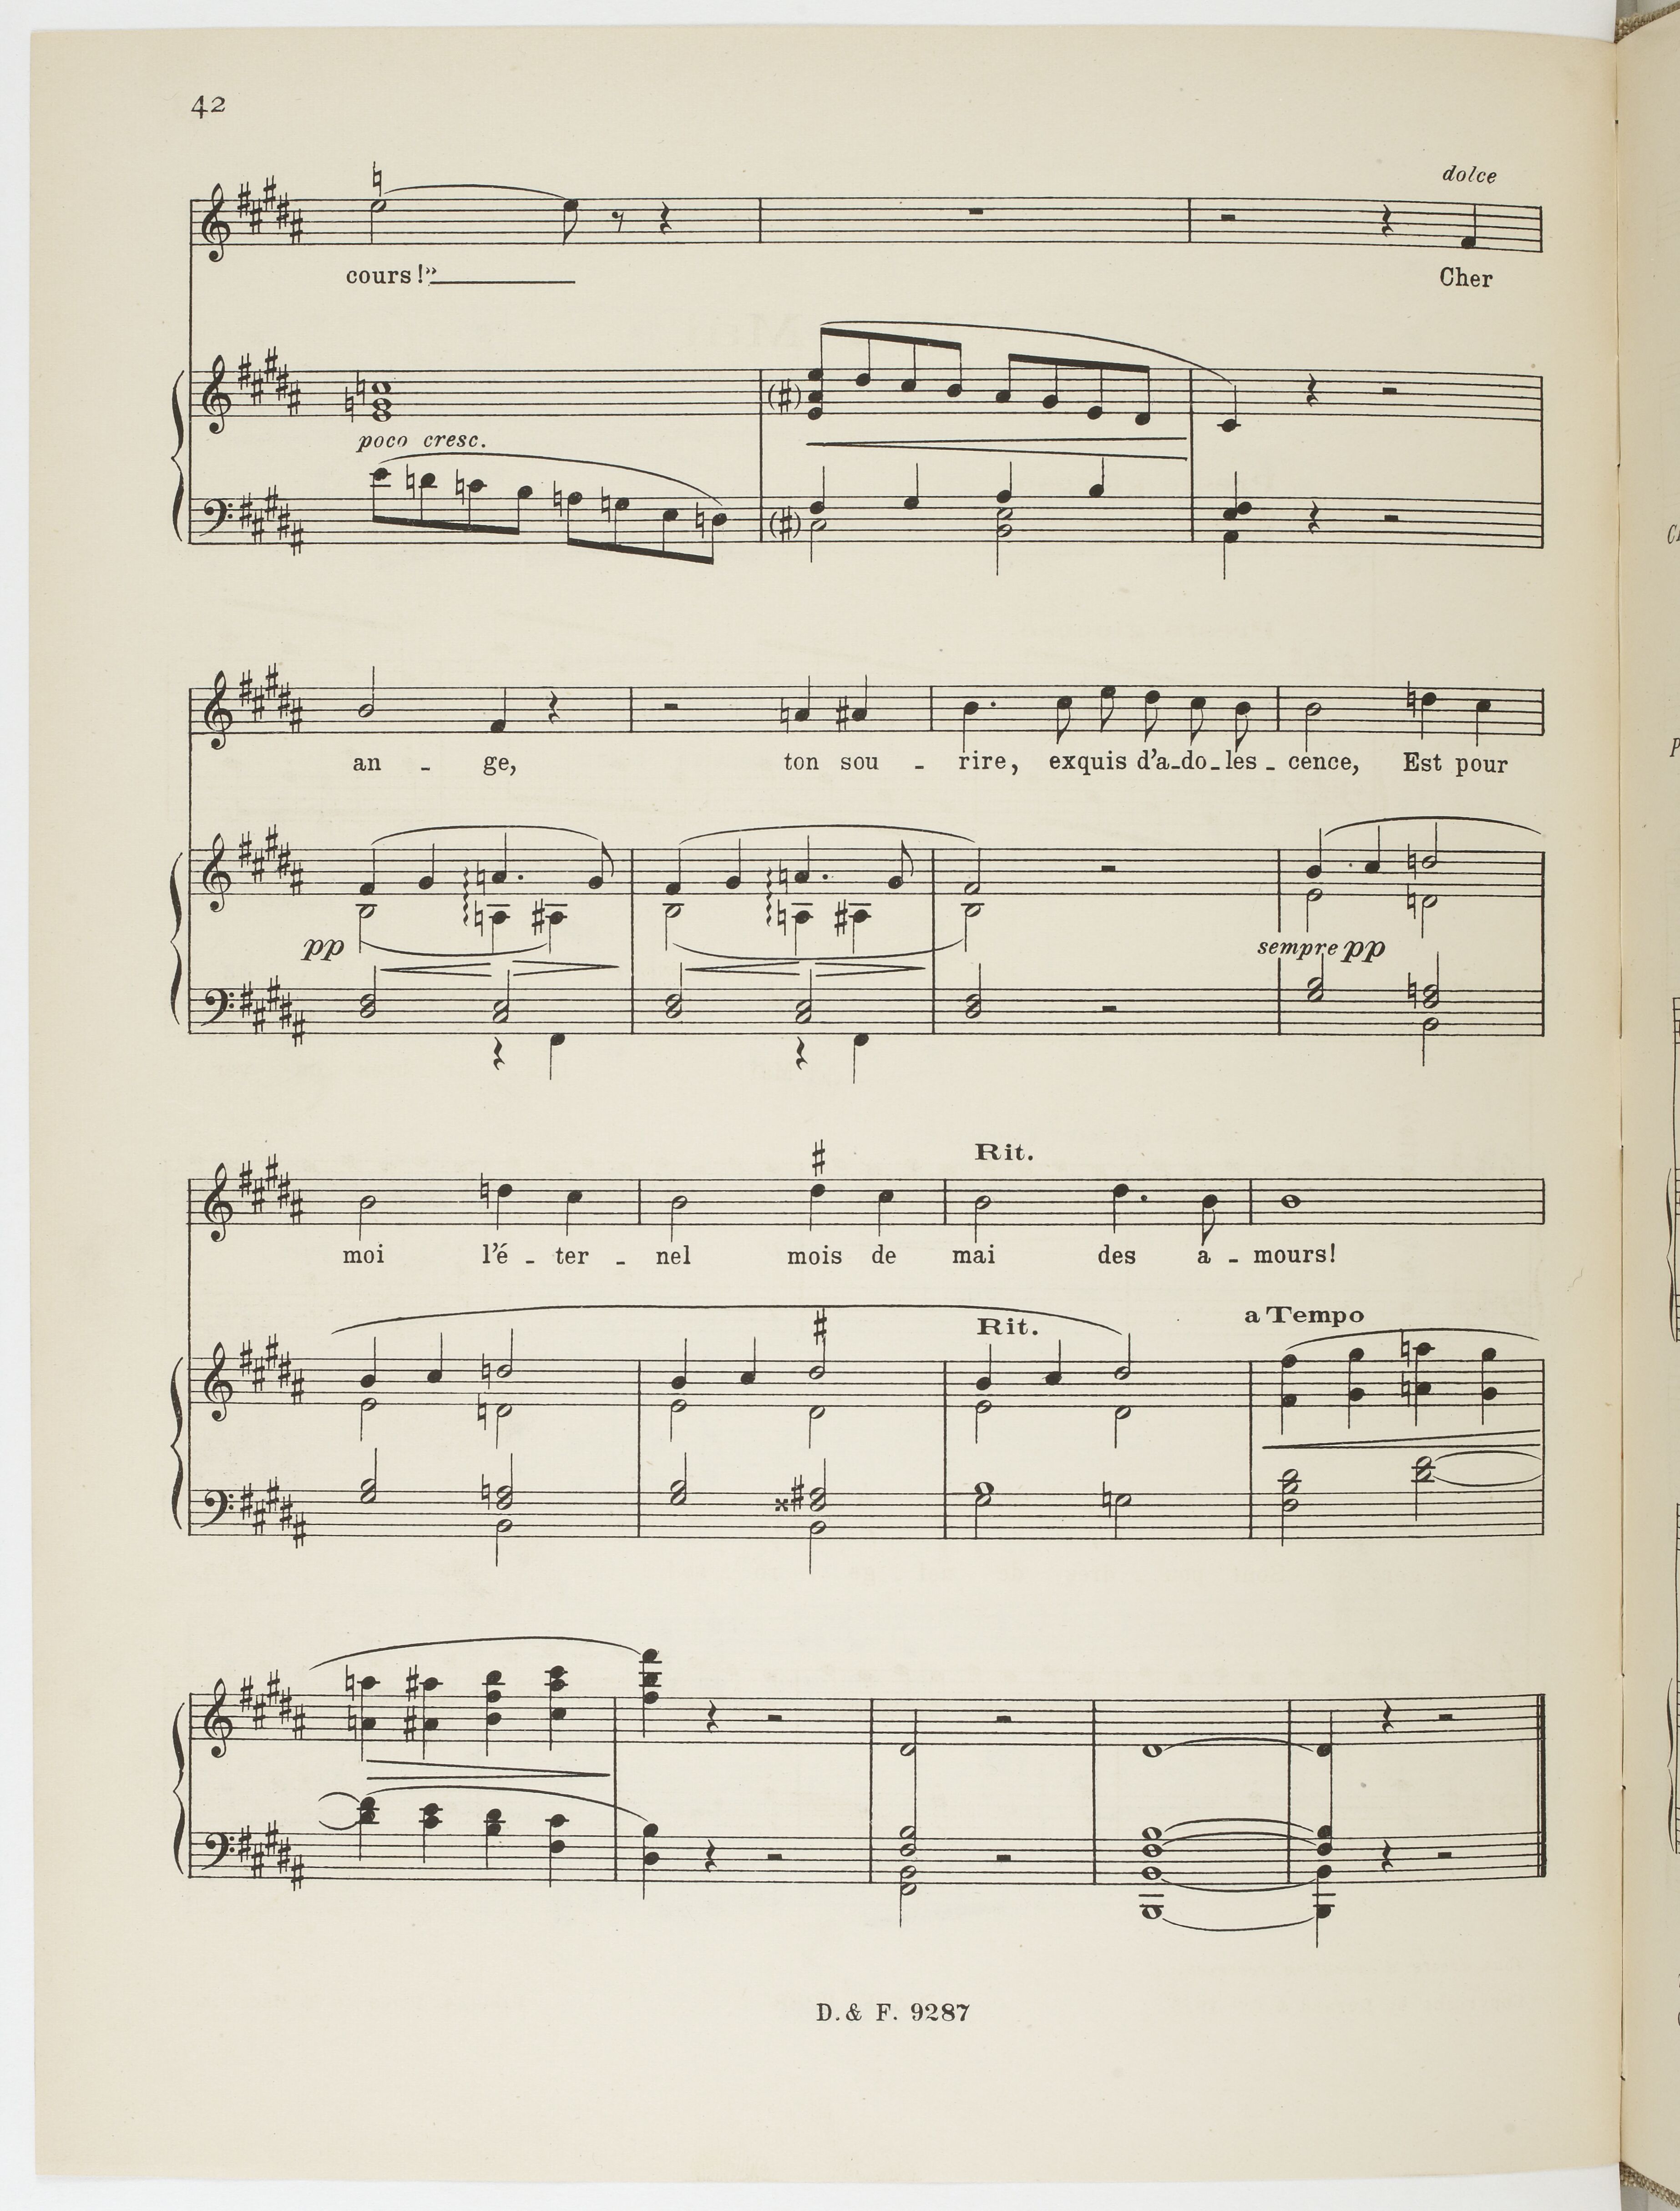 42
dolce
cours!” Cher
poco cresc.
an - ge, ton sou - rire, exquis d’a-do-les - cence, Est pour
pp sempre pp
Rit.
moi l’é - ter - nel mois de mai des a - mours!
Rit. a Tempo
D. & F. 9287